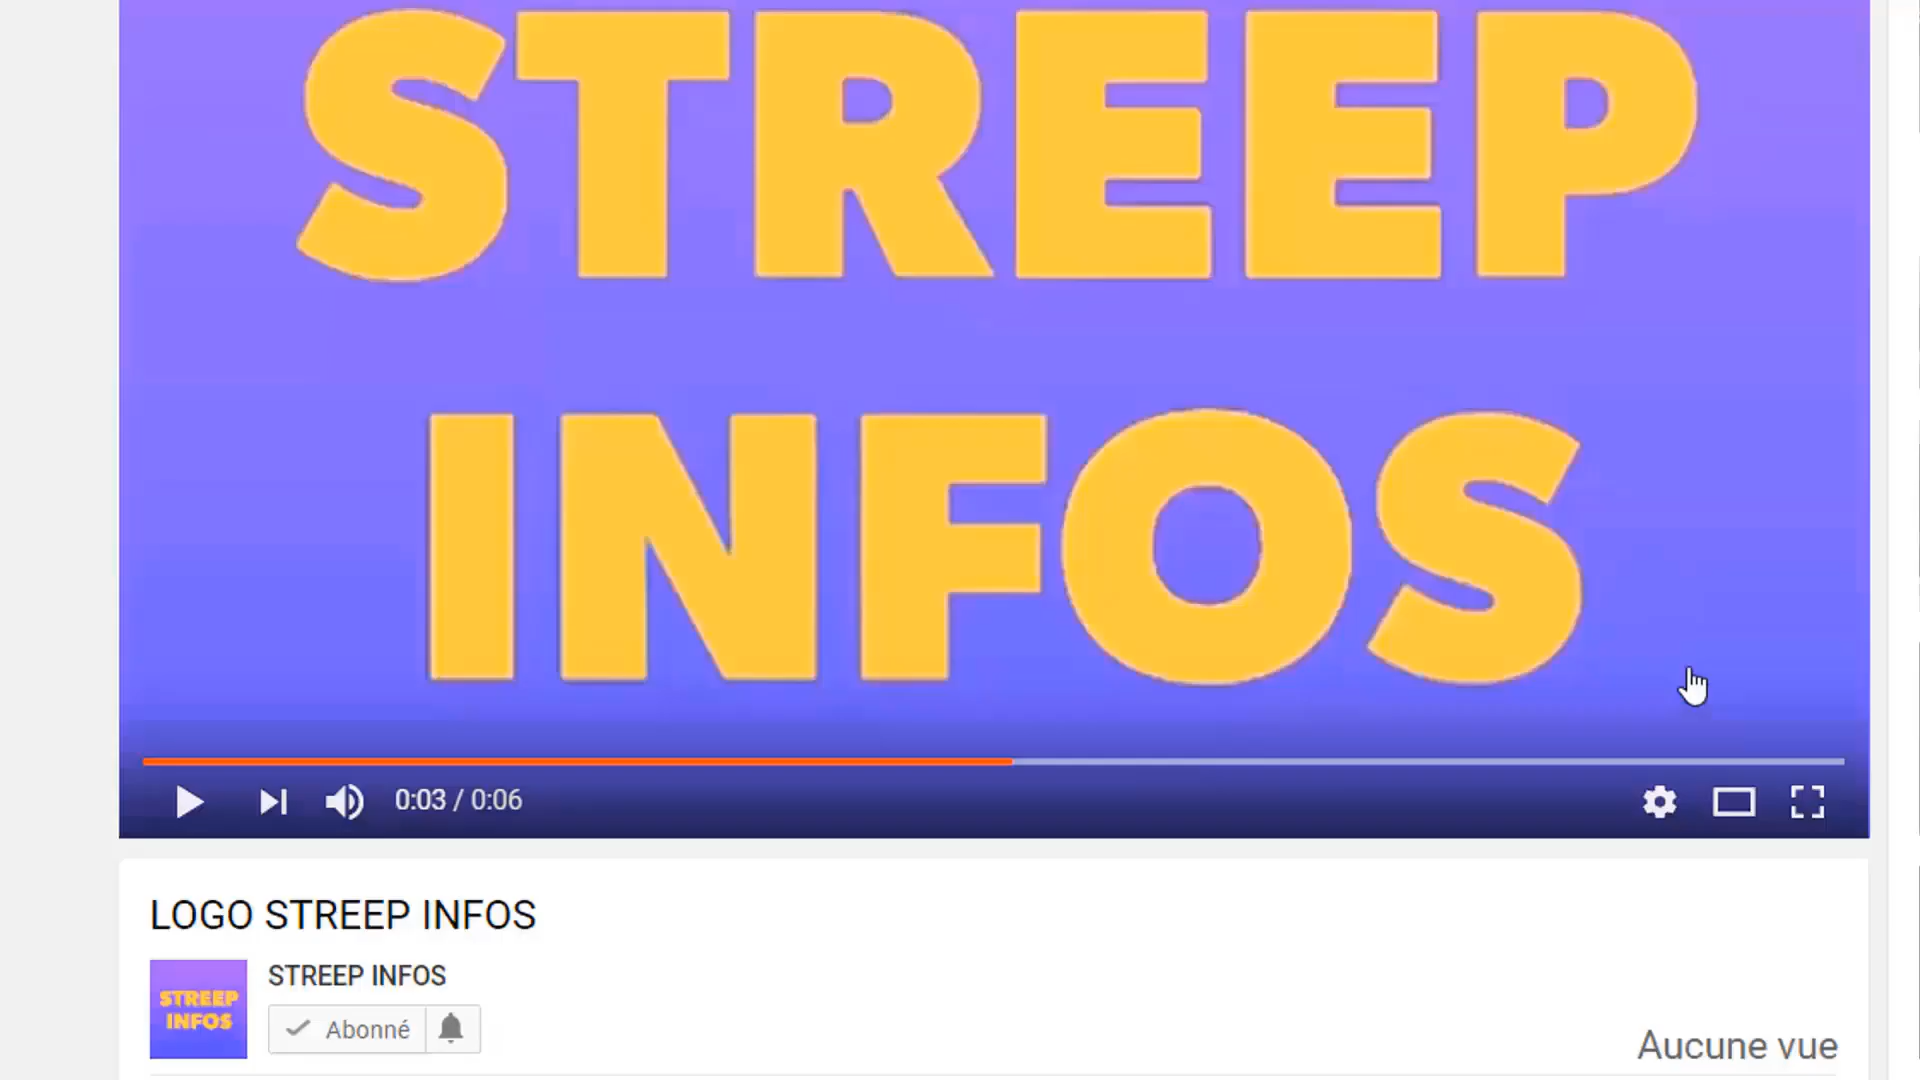 STREEP
INFOS
0:03 / 0:06
LOGO STREEP INFOS
STREEP INFOS
STREEP
INFOS
Abonné
Aucune vue